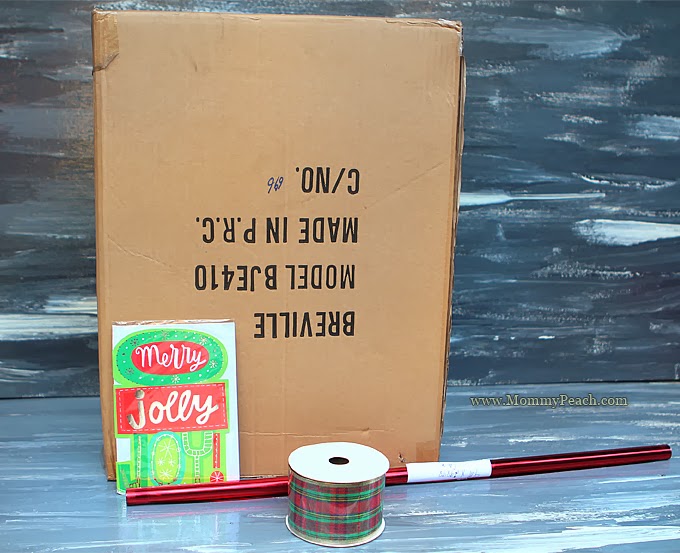 BREVILLE
MODEL BJE410
MADE IN P.R.C.
C/NO.
Merry
Jolly
www.MommyPeach.com